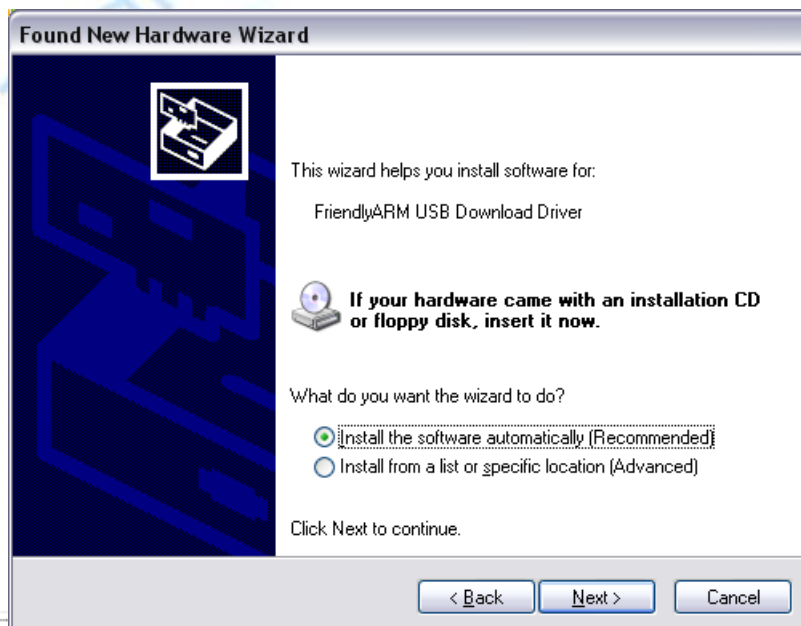 Found New Hardware Wizard
This wizard helps you install software for:
FriendlyARM USB Download Driver
If your hardware came with an installation CD
or floppy disk, insert it now.
What do you want the wizard to do?
Install the software automatically (Recommended)
Install from a list or specific location (Advanced)
Click Next to continue.
< Back
Next >
Cancel